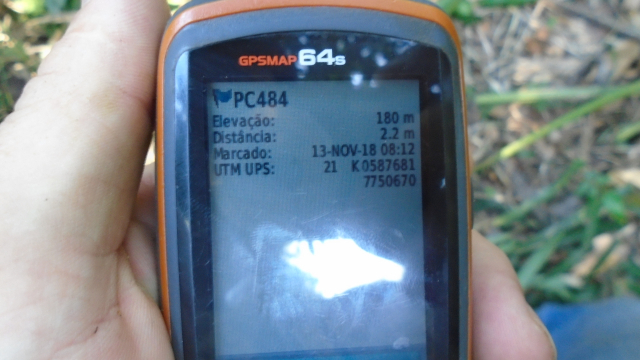 GPSMAP 64s
PC484
Elevação: 180 m
Distância: 2.2 m
Marcado: 13-NOV-18 08:12
UTM UPS: 21 K 0587681
7750670